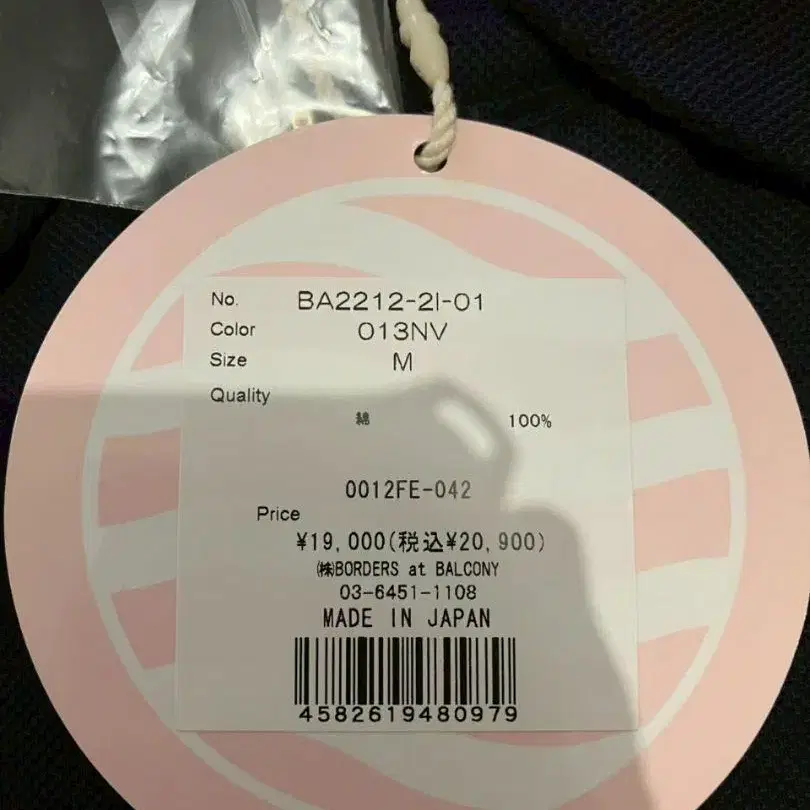 No. BA2212-2I-01
Color 013NV
Size M
Quality
綿 100%
0012FE-042
Price
¥19,000(税込¥20,900)
㈱BORDERS at BALCONY
03-6451-1108
MADE IN JAPAN
4582619480979